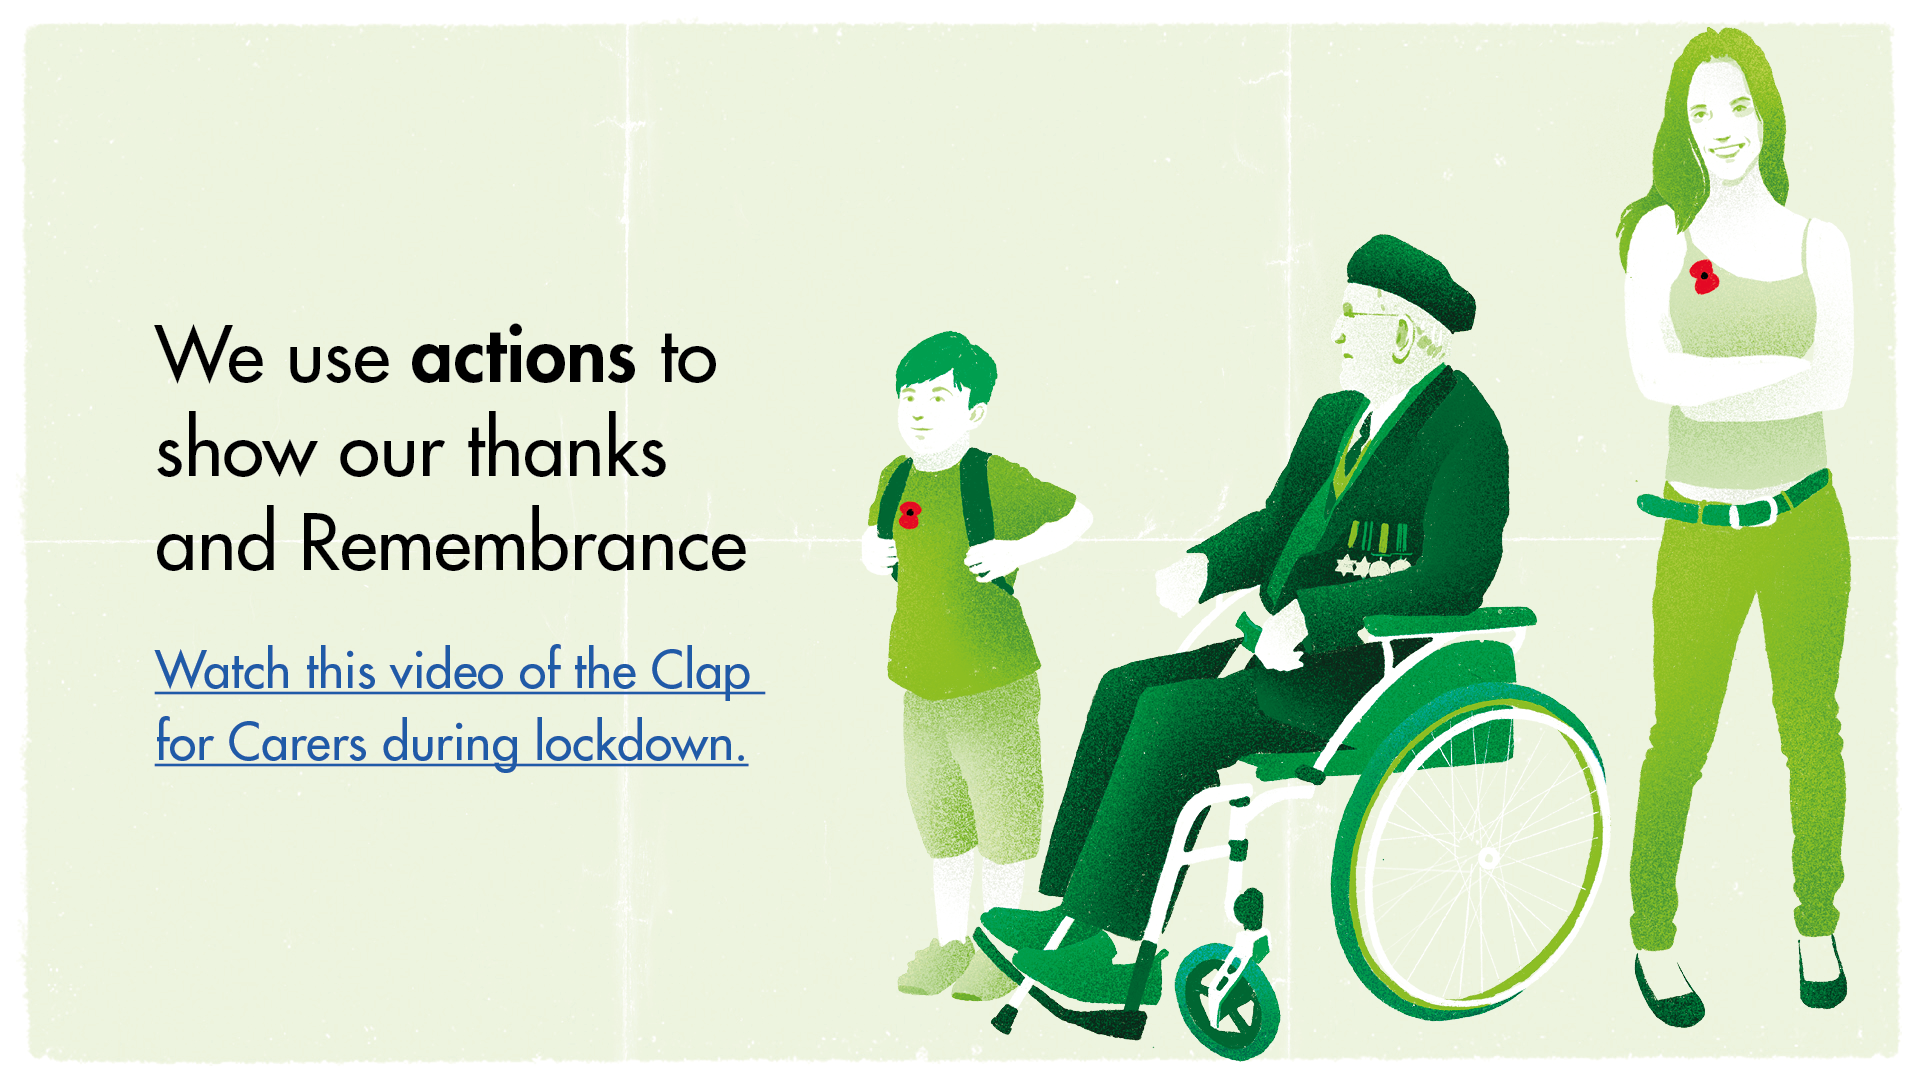 We use actions to
show our thanks
and Remembrance
Watch this video of the Clap
for Carers during lockdown.